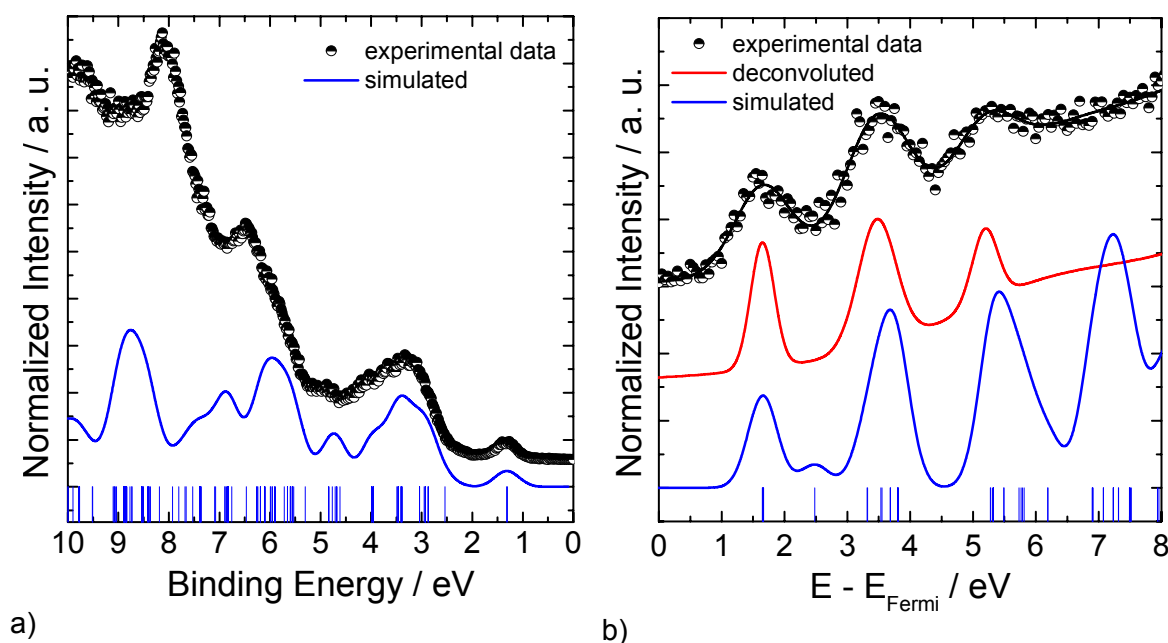 experimental data
simulated
Normalized Intensity / a. u.
10 9 8 7 6 5 4 3 2 1 0
Binding Energy / eV
a)
experimental data
deconvoluted
simulated
Normalized Intensity / a. u.
0 1 2 3 4 5 6 7 8
E - E_Fermi / eV
b)